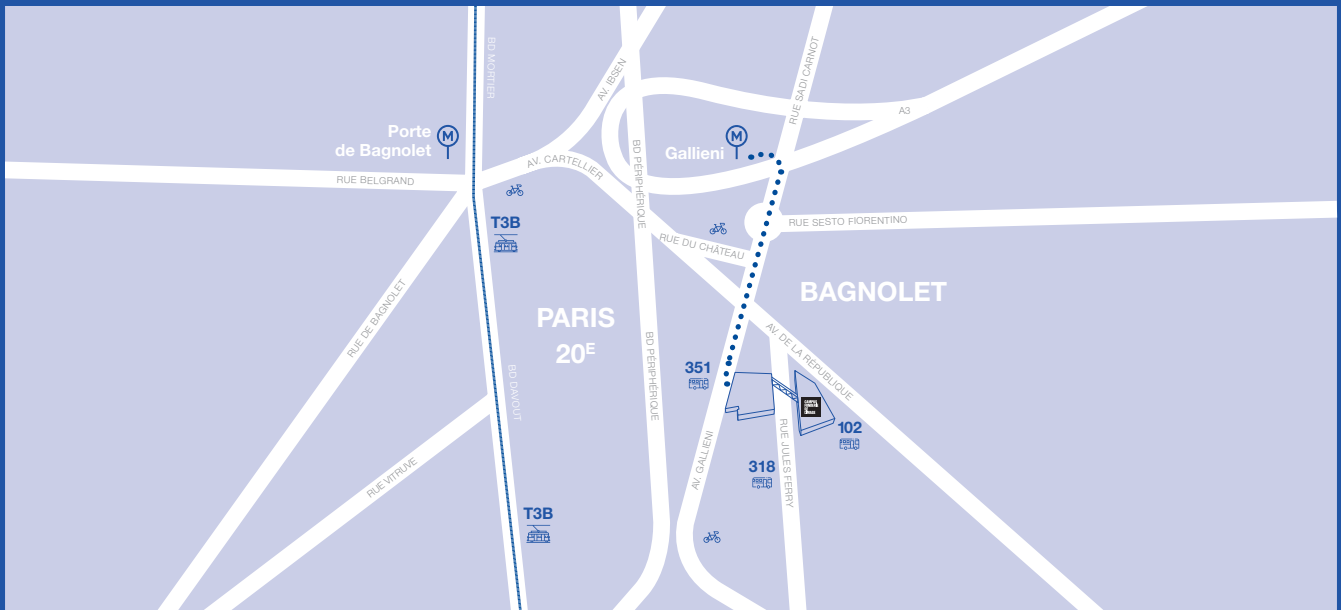 BD MORTIER
AV. IBSEN
RUE SADI CARNOT
A3
Porte
de Bagnolet
M
Gallieni
M
RUE BELGRAND
AV. CARTELLIER
BD PÉRIPHÉRIQUE
T3B
RUE DU CHÂTEAU
RUE SESTO FIORENTINO
BAGNOLET
PARIS
20E
RUE DE BAGNOLET
BD DAVOUT
BD PÉRIPHÉRIQUE
AV. DE LA RÉPUBLIQUE
351
102
318
AV. GALLIENI
RUE JULES FERRY
RUE VITRUVE
T3B